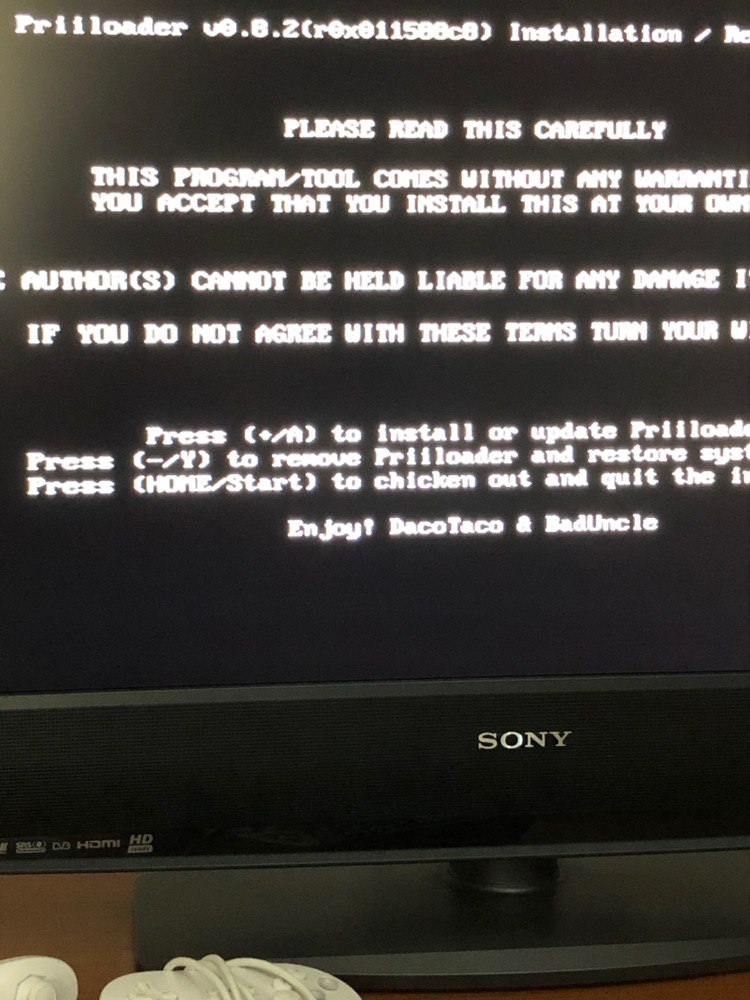 Priiloader v0.8.2(r0x011580c0) Installation / Re
PLEASE READ THIS CAREFULLY
THIS PROGRAM/TOOL COMES WITHOUT ANY WARRANTI
YOU ACCEPT THAT YOU INSTALL THIS AT YOUR OWN
AUTHOR(S) CANNOT BE HELD LIABLE FOR ANY DAMAGE I
IF YOU DO NOT AGREE WITH THESE TERMS TURN YOUR W
Press (+/A) to install or update Priiloade
Press (-/Y) to remove Priiloader and restore syst
Press (HOME/Start) to chicken out and quit the in
Enjoy! DacoTaco & BadUncle
SONY
DVB HDMI HD